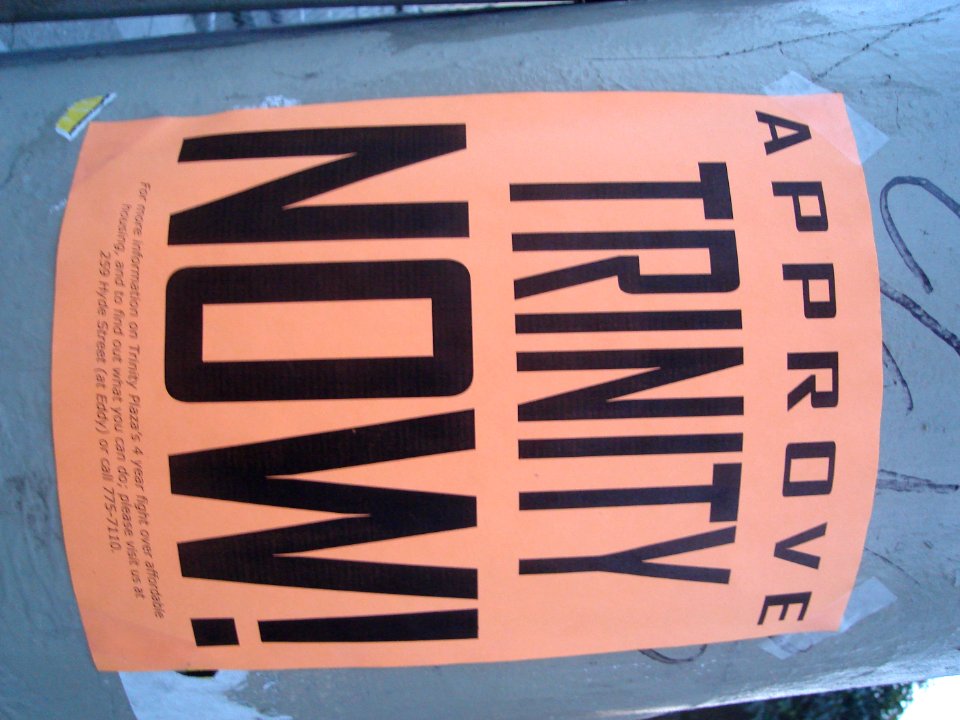 APPROVE
TRINITY
NOW!
For more information on Trinity Plaza's 4 year fight over affordable
housing, and to find out what you can do; please visit us at
259 Hyde Street (at Eddy) or call 775-7110.